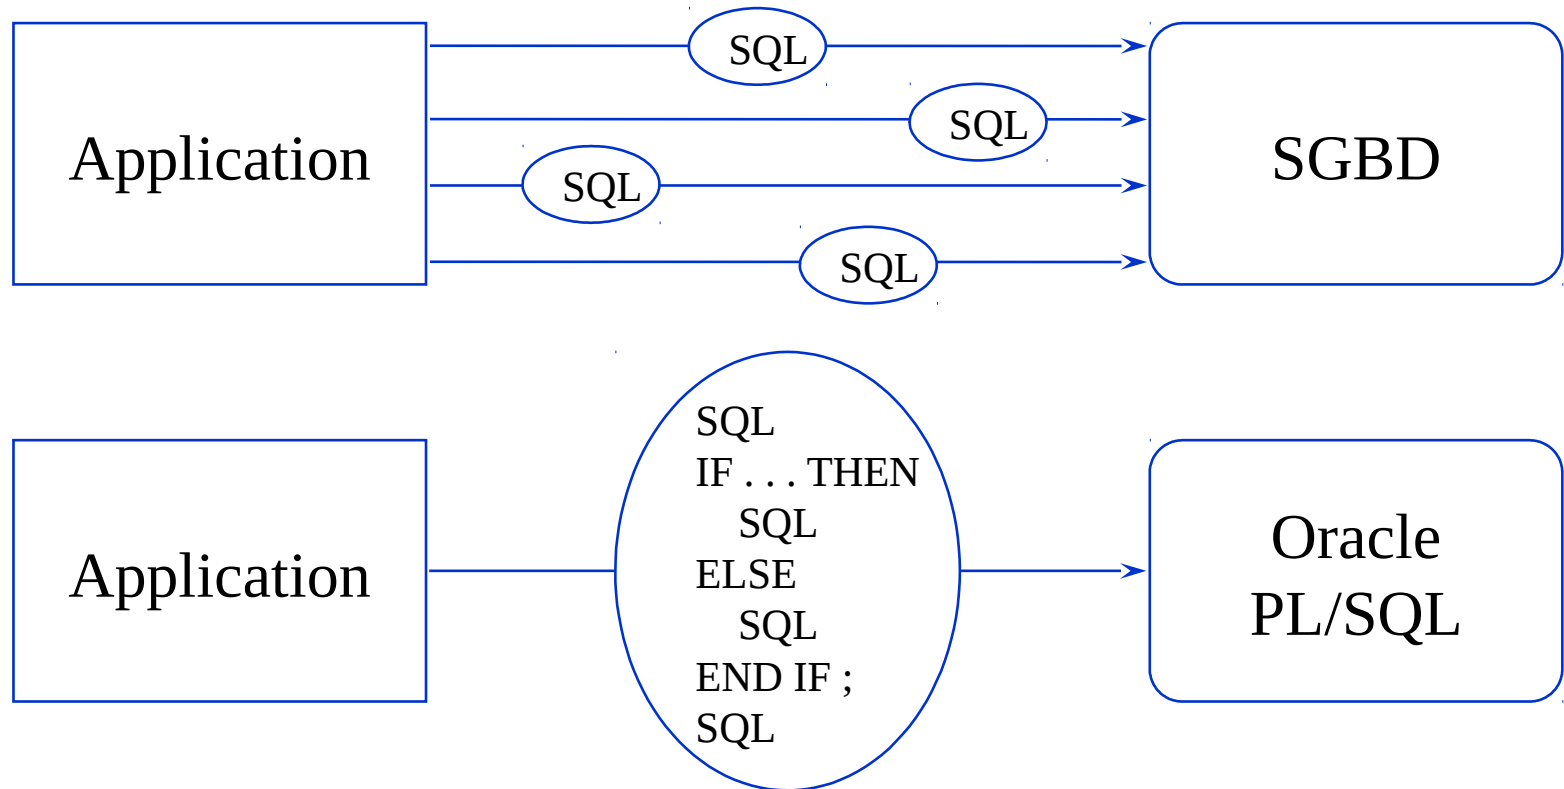 SQL
SQL
Application
SGBD
SQL
SQL
SQL
IF . . . THEN
SQL
ELSE
SQL
END IF ;
SQL
Application
Oracle
PL/SQL